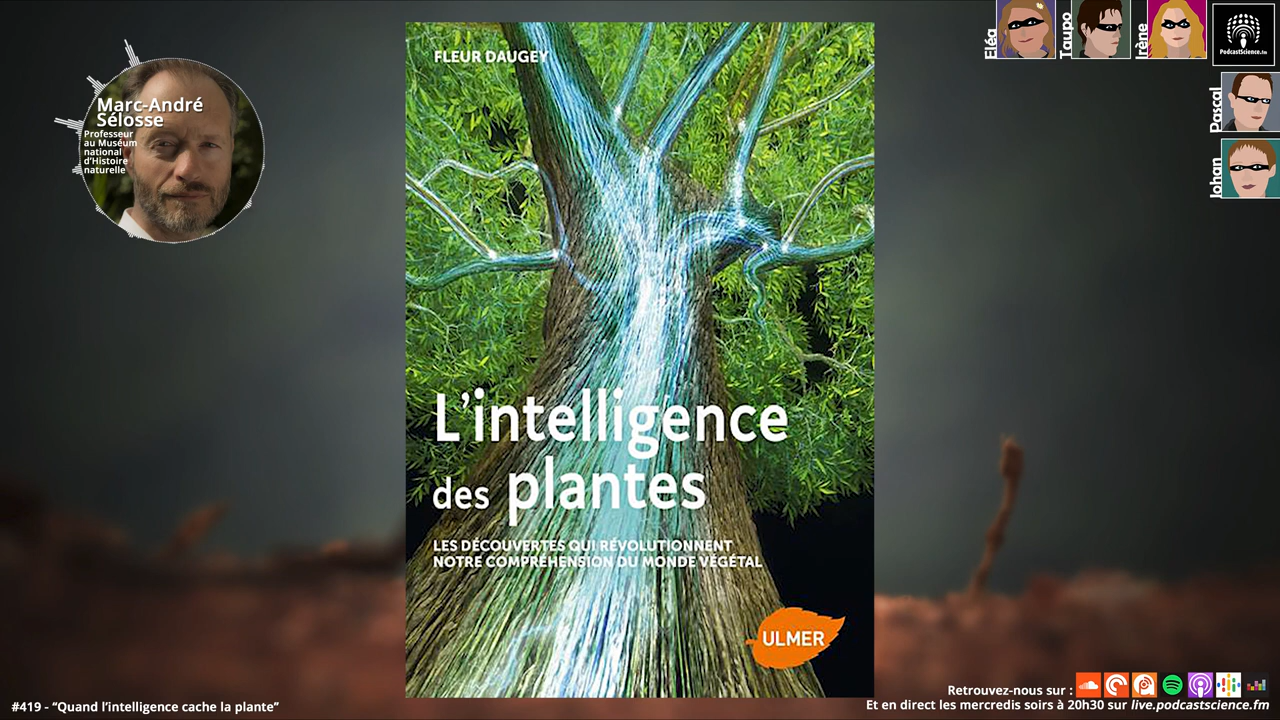 Marc-André
Sélosse
Professeur
au Muséum
national
d'Histoire
naturelle
FLEUR DAUGEY
L'intelligence
des plantes
LES DÉCOUVERTES QUI RÉVOLUTIONNENT
NOTRE COMPRÉHENSION DU MONDE VÉGÉTAL
ULMER
Eléa
Taupo
Irène
PodcastScience.fm
Pascal
Johan
#419 - “Quand l’intelligence cache la plante”
Retrouvez-nous sur :
Et en direct les mercredis soirs à 20h30 sur live.podcastscience.fm